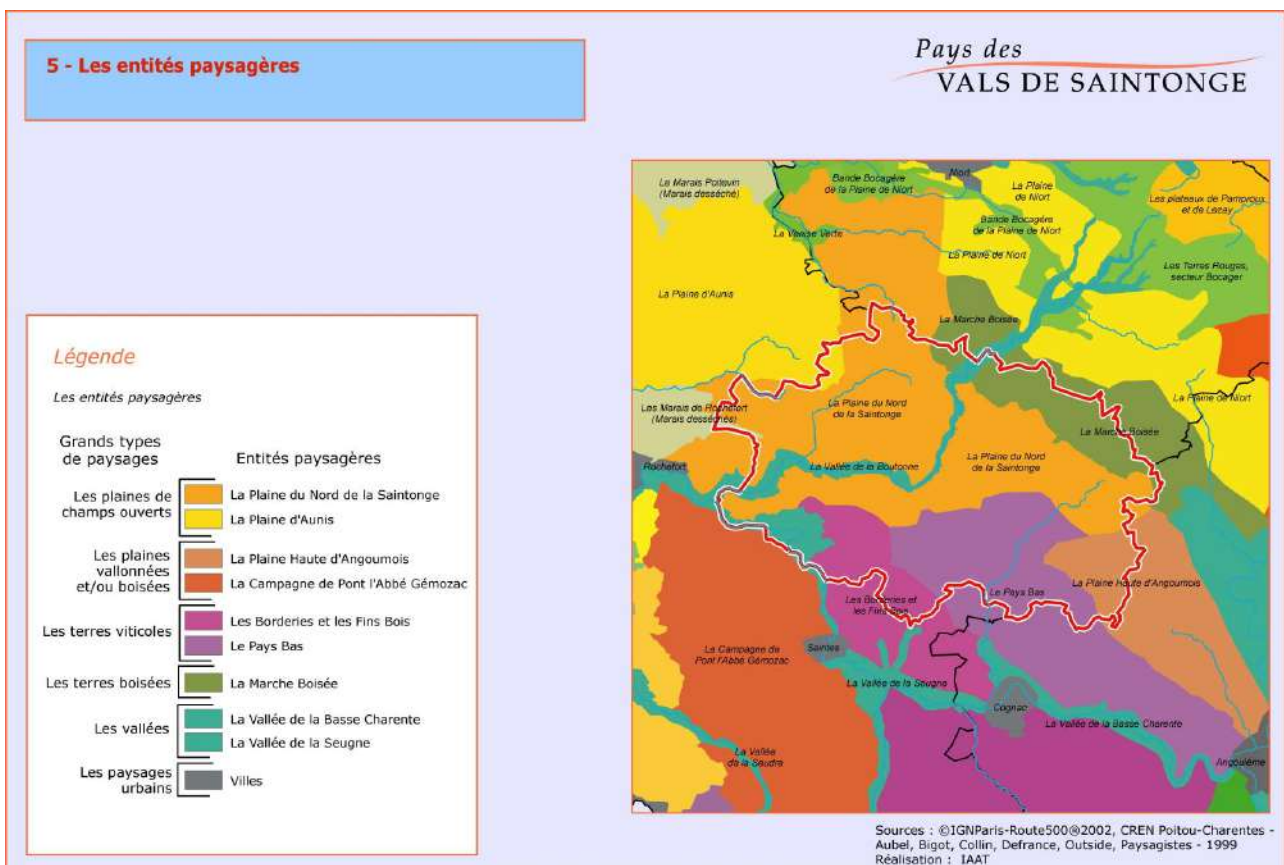 5 - Les entités paysagères
Pays des
VALS DE SAINTONGE
Légende
Les entités paysagères
Grands types
de paysages
Entités paysagères
Les plaines de
champs ouverts
La Plaine du Nord de la Saintonge
La Plaine d'Aunis
Les plaines
vallonnées
et/ou boisées
La Plaine Haute d'Angoumois
La Campagne de Pont l'Abbé Gémozac
Les terres viticoles
Les Borderies et les Fins Bois
Le Pays Bas
Les terres boisées
La Marche Boisée
Les vallées
La Vallée de la Basse Charente
La Vallée de la Seugne
Les paysages
urbains
Villes
Le Marais Poitevin
(Marais desséché)
Bande Bocagère
de la Plaine de Niort
Niort
La Plaine
de Niort
Les plateaux de Pamproux
et de Lezay
Bande Bocagère
de la Plaine de Niort
La Venise Verte
La Plaine de Niort
Les Terres Rouges,
secteur Bocager
La Plaine d'Aunis
La Marche Boisée
La Plaine de Niort
Les Marais de Rochefort
(Marais desséchés)
La Plaine du Nord
de la Saintonge
La Marche Boisée
Rochefort
La Vallée de la Boutonne
La Plaine du Nord
de la Saintonge
La Plaine Haute d'Angoumois
Les Borderies et
les Fins Bois
Le Pays Bas
La Campagne de
Pont l'Abbé Gémozac
Saintes
La Vallée de la Seugne
Cognac
La Vallée de la Basse Charente
La Vallée
de la Seudre
Angoulême
Sources : ©IGNParis-Route500®2002, CREN Poitou-Charentes -
Aubel, Bigot, Collin, Defrance, Outside, Paysagistes - 1999
Réalisation : IAAT